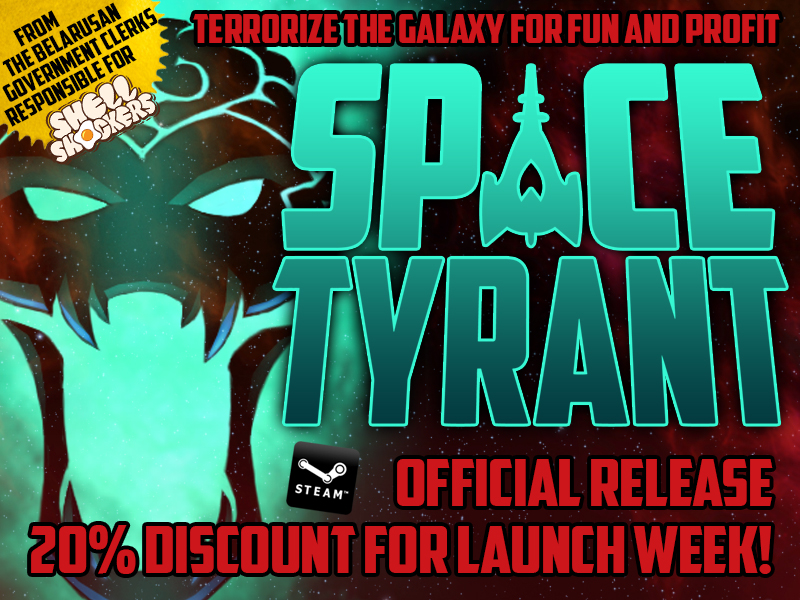 FROM
THE BELARUSAN
GOVERNMENT CLERKS
RESPONSIBLE FOR
SHELL
SHOCKERS
TERRORIZE THE GALAXY FOR FUN AND PROFIT
SPACE
TYRANT
STEAM™
OFFICIAL RELEASE
20% DISCOUNT FOR LAUNCH WEEK!